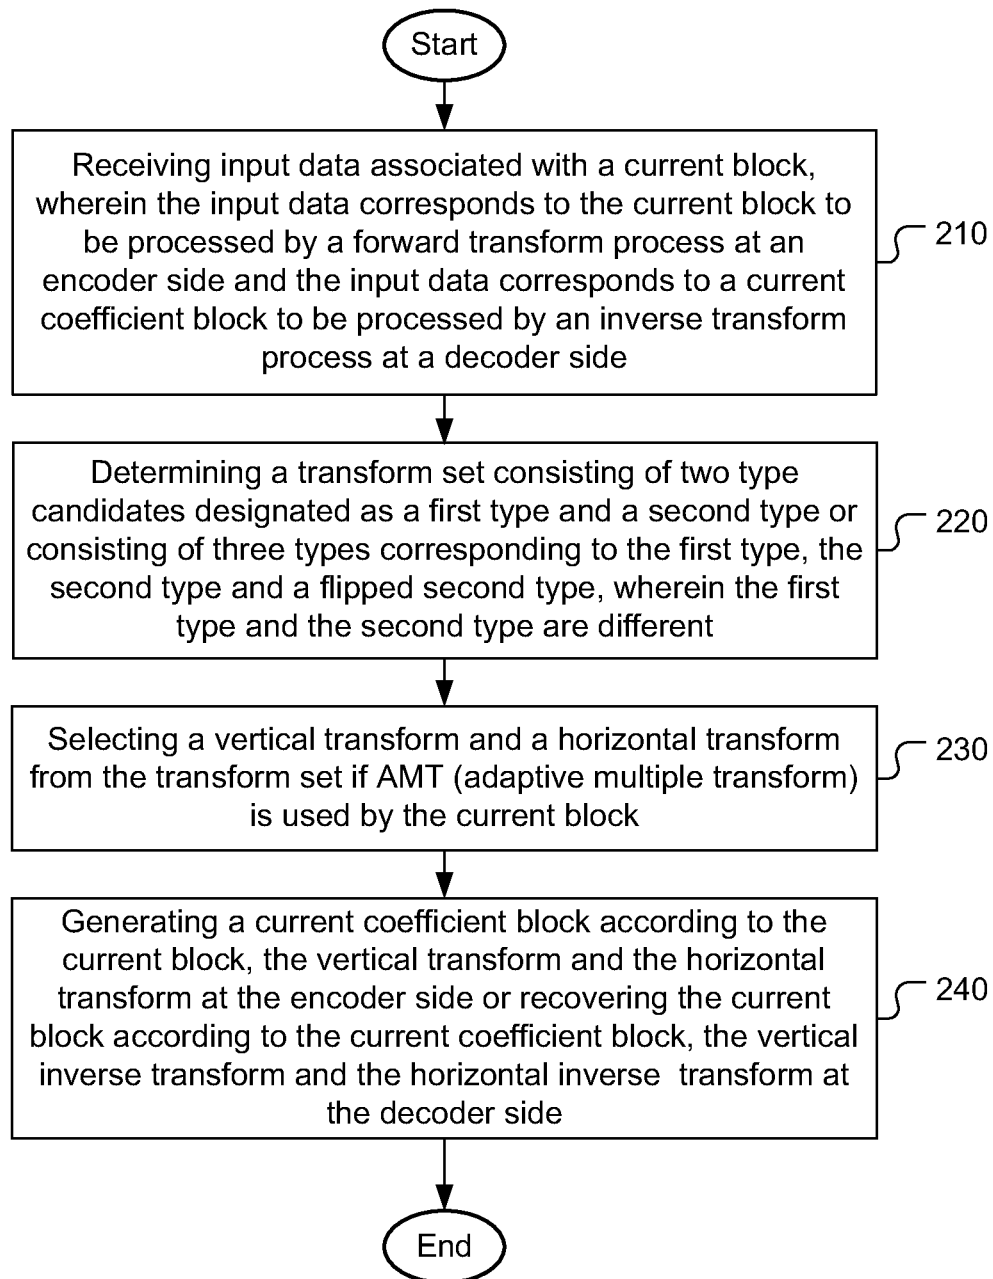 Start
Receiving input data associated with a current block,
wherein the input data corresponds to the current block to
be processed by a forward transform process at an
encoder side and the input data corresponds to a current
coefficient block to be processed by an inverse transform
process at a decoder side
210
Determining a transform set consisting of two type
candidates designated as a first type and a second type or
consisting of three types corresponding to the first type, the
second type and a flipped second type, wherein the first
type and the second type are different
220
Selecting a vertical transform and a horizontal transform
from the transform set if AMT (adaptive multiple transform)
is used by the current block
230
Generating a current coefficient block according to the
current block, the vertical transform and the horizontal
transform at the encoder side or recovering the current
block according to the current coefficient block, the vertical
inverse transform and the horizontal inverse  transform at
the decoder side
240
End